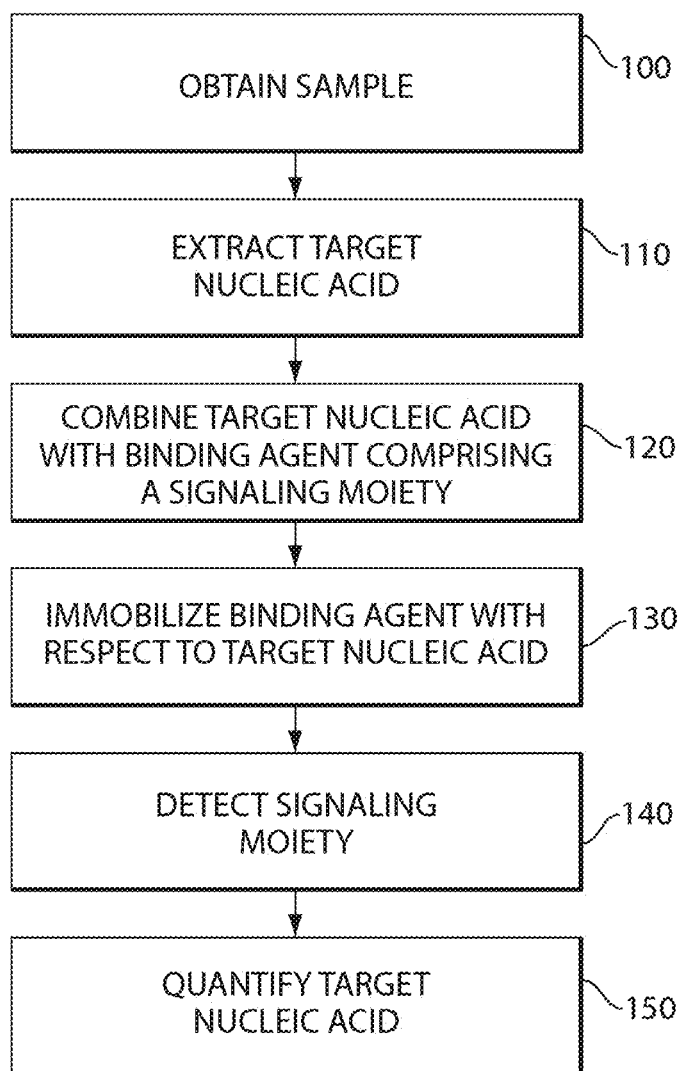 OBTAIN SAMPLE
100
EXTRACT TARGET
NUCLEIC ACID
110
COMBINE TARGET NUCLEIC ACID
WITH BINDING AGENT COMPRISING
A SIGNALING MOIETY
120
IMMOBILIZE BINDING AGENT WITH
RESPECT TO TARGET NUCLEIC ACID
130
DETECT SIGNALING
MOIETY
140
QUANTIFY TARGET
NUCLEIC ACID
150